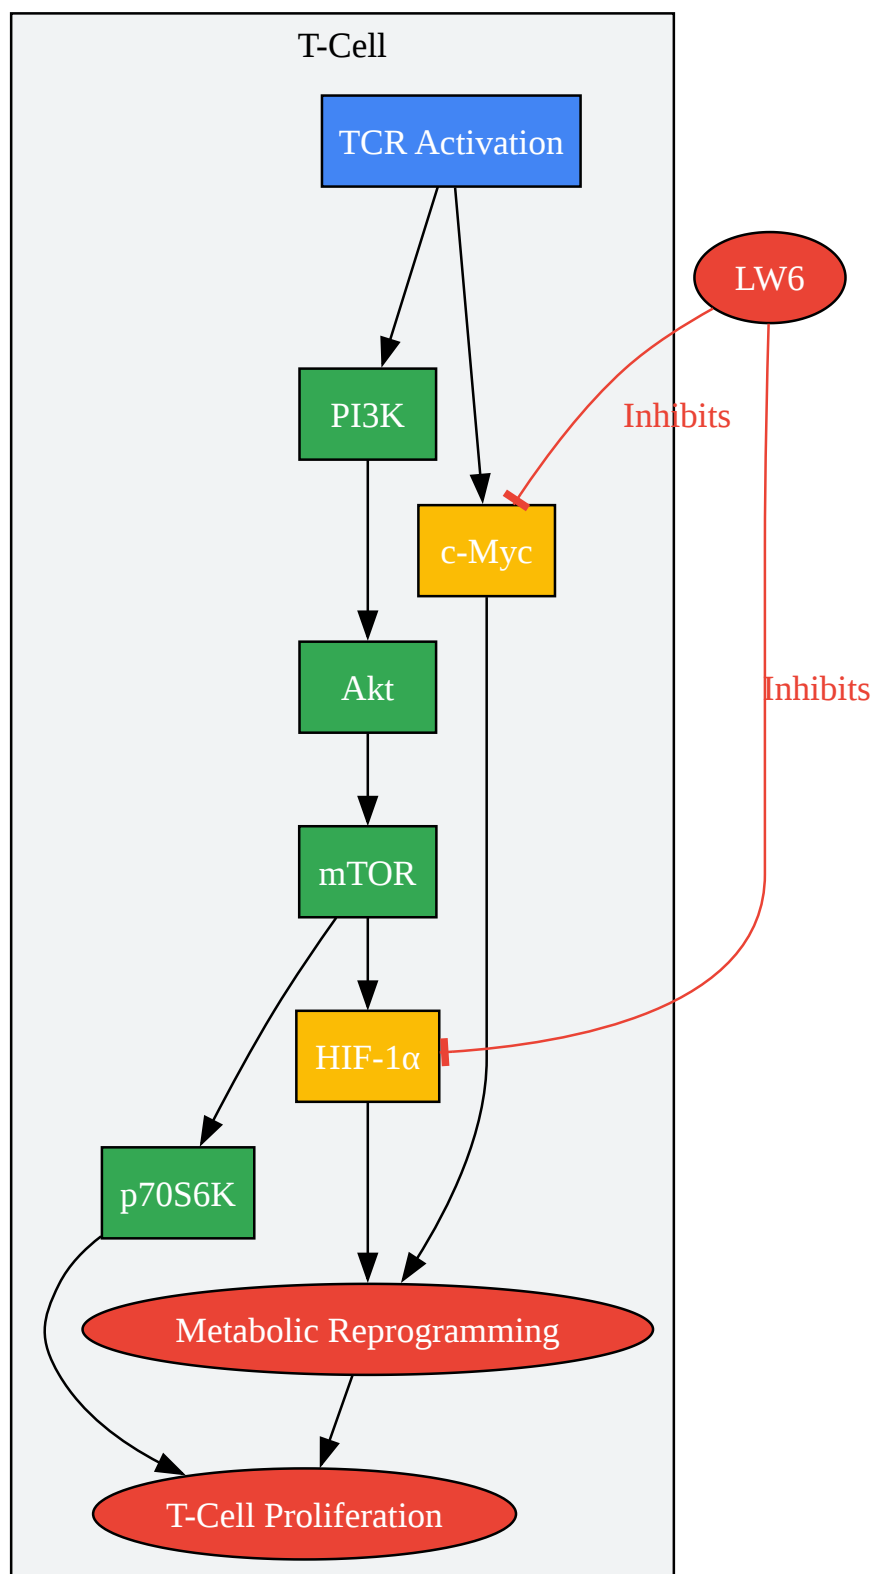 T-Cell
TCR Activation
LW6
PI3K
Inhibits
c-Myc
Akt
Inhibits
mTOR
HIF-1α
p70S6K
Metabolic Reprogramming
T-Cell Proliferation